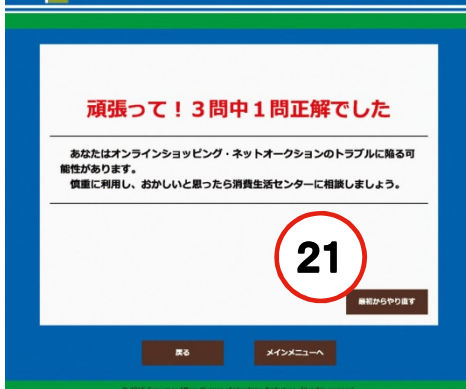 頑張って！３問中１問正解でした
あなたはオンラインショッピング・ネットオークションのトラブルに陥る可
能性があります。
慎重に利用し、おかしいと思ったら消費生活センターに相談しましょう。
21
最初からやり直す
戻る
メインメニューへ